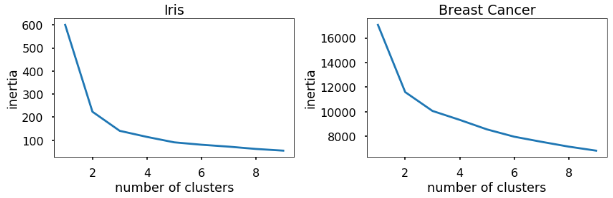 Iris
600
500
400
300
200
100
inertia
2 4 6 8
number of clusters
Breast Cancer
16000
14000
12000
10000
8000
inertia
2 4 6 8
number of clusters